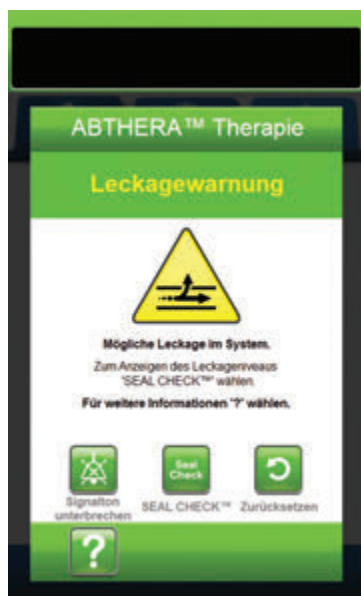 ABTHERA™ Therapie
Leckagewarnung
Mögliche Leckage im System.
Zum Anzeigen des Leckageniveaus
"SEAL CHECK™" wählen.
Für weitere Informationen "?" wählen.
Seal
Check
Signalton
unterbrechen
SEAL CHECK™
Zurücksetzen
?